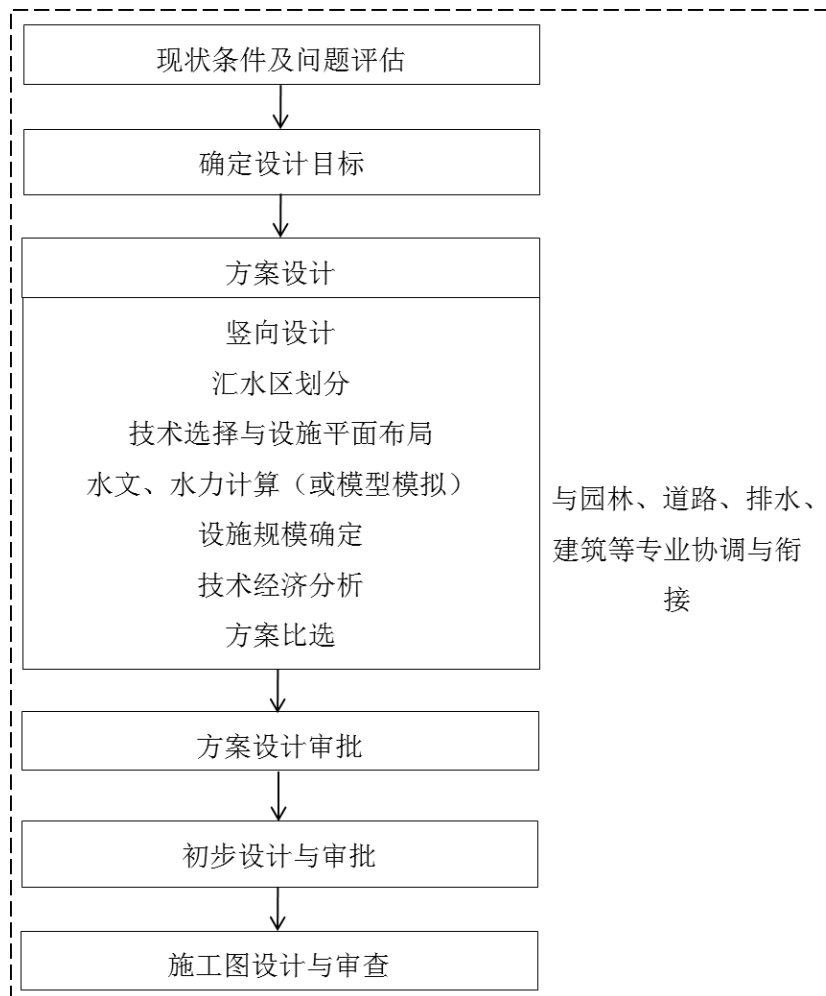 现状条件及问题评估
确定设计目标
方案设计
竖向设计
汇水区划分
技术选择与设施平面布局
水文、水力计算（或模型模拟）
设施规模确定
技术经济分析
方案比选
与园林、道路、排水、
建筑等专业协调与衔
接
方案设计审批
初步设计与审批
施工图设计与审查